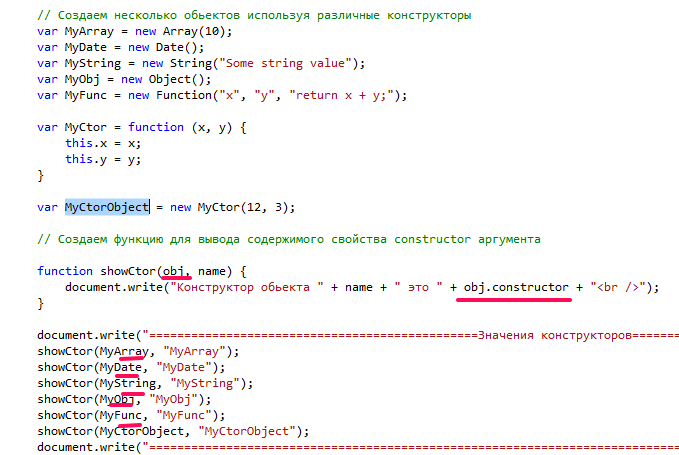 // Создаем несколько обьектов используя различные конструкторы
var MyArray = new Array(10);
var MyDate = new Date();
var MyString = new String("Some string value");
var MyObj = new Object();
var MyFunc = new Function("x", "y", "return x + y;");
var MyCtor = function (x, y) {
this.x = x;
this.y = y;
}
var MyCtorObject = new MyCtor(12, 3);
// Создаем функцию для вывода содержимого свойства constructor аргумента
function showCtor(obj, name) {
document.write("Конструктор обьекта " + name + " это " + obj.constructor + "<br />");
}
document.write("===============================================Значения конструкторов=======
showCtor(MyArray, "MyArray");
showCtor(MyDate, "MyDate");
showCtor(MyString, "MyString");
showCtor(MyObj, "MyObj");
showCtor(MyFunc, "MyFunc");
showCtor(MyCtorObject, "MyCtorObject");
document.write("============================================================================